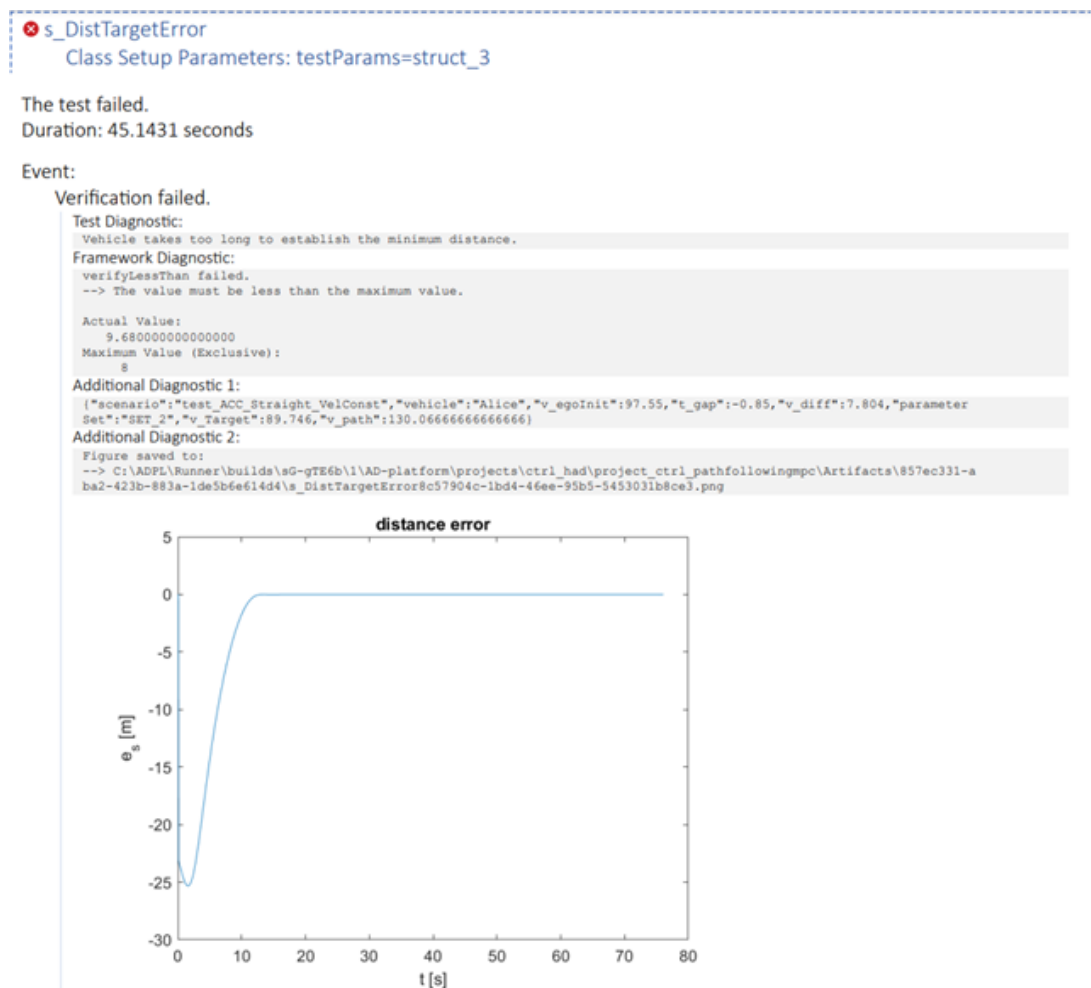 s_DistTargetError
Class Setup Parameters: testParams=struct_3
The test failed.
Duration: 45.1431 seconds
Event:
Verification failed.
Test Diagnostic:
Vehicle takes too long to establish the minimum distance.
Framework Diagnostic:
verifyLessThan failed.
--> The value must be less than the maximum value.
Actual Value:
9.680000000000000
Maximum Value (Exclusive):
8
Additional Diagnostic 1:
{"scenario":"test_ACC_Straight_VelConst","vehicle":"Alice","v_egoInit":97.55,"t_gap":-0.85,"v_diff":7.804,"parameter
Set":"SET_2","v_Target":89.746,"v_path":130.06666666666666}
Additional Diagnostic 2:
Figure saved to:
--> C:\ADPL\Runner\builds\sG-gTE6b\1\AD-platform\projects\ctrl_had\project_ctrl_pathfollowingmpc\Artifacts\857ec331-a
ba2-423b-883a-1de5b6e614d4\s_DistTargetError8c57904c-1bd4-46ee-95b5-5453031b8ce3.png
distance error
5
0
-5
-10
-15
-20
-25
-30
e_s [m]
0 10 20 30 40 50 60 70 80
t [s]